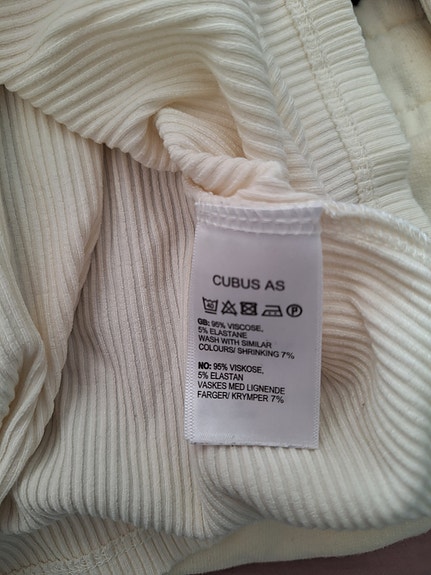 CUBUS AS
40 P
GB: 95% VISCOSE,
5% ELASTANE
WASH WITH SIMILAR
COLOURS/ SHRINKING 7%
NO: 95% VISKOSE,
5% ELASTAN
VASKES MED LIGNENDE
FARGER/ KRYMPER 7%